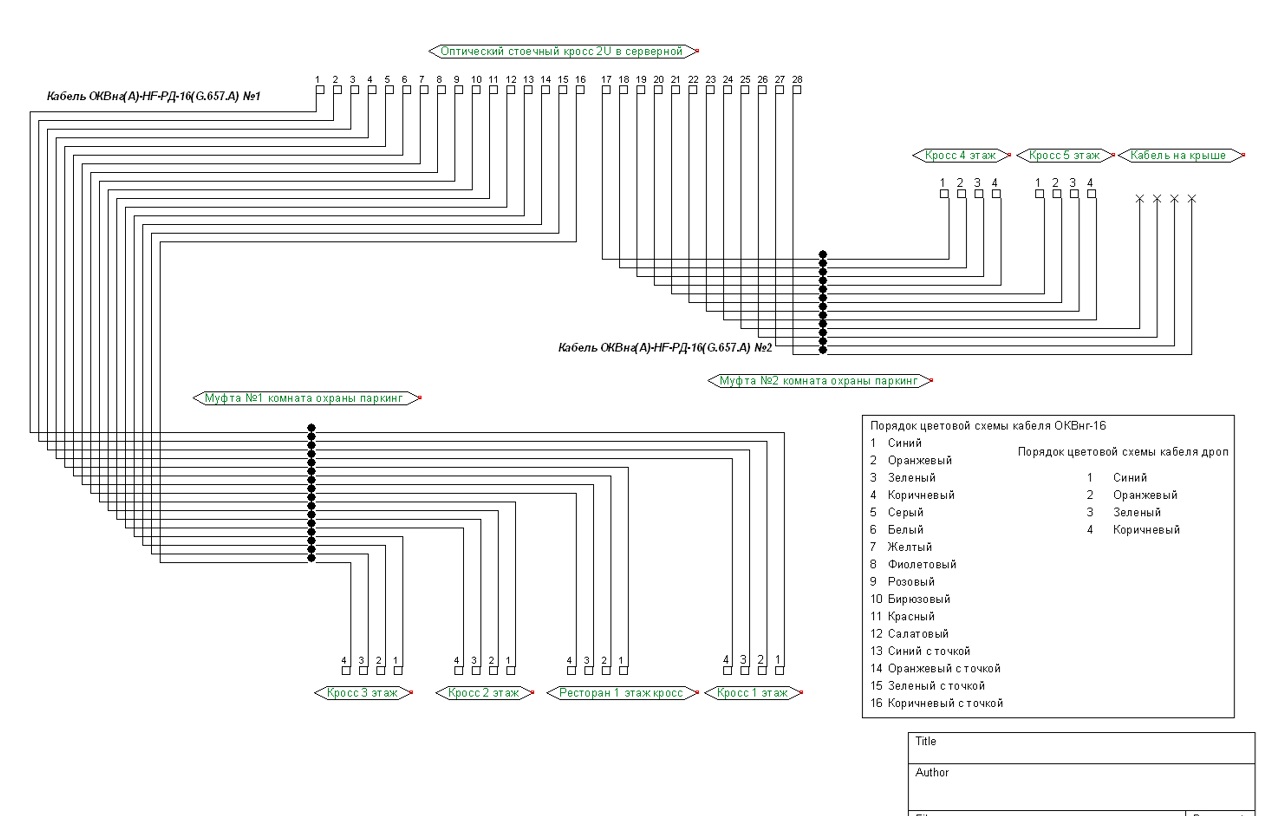 Оптический стоечный кросс 2U в серверной
1 2 3 4 5 6 7 8 9 10 11 12 13 14 15 16 17 18 19 20 21 22 23 24 25 26 27 28
Кабель ОКВнг(А)-HF-РД-16(G.657.A) №1
Кросс 4 этаж
Кросс 5 этаж
Кабель на крыше
1 2 3 4
1 2 3 4
Кабель ОКВнг(А)-HF-РД-16(G.657.A) №2
Муфта №2 комната охраны паркинг
Муфта №1 комната охраны паркинг
Порядок цветовой схемы кабеля ОКВнг-16
1 Синий
2 Оранжевый
3 Зеленый
4 Коричневый
5 Серый
6 Белый
7 Желтый
8 Фиолетовый
9 Розовый
10 Бирюзовый
11 Красный
12 Салатовый
13 Синий с точкой
14 Оранжевый с точкой
15 Зеленый с точкой
16 Коричневый с точкой
Порядок цветовой схемы кабеля дроп
1 Синий
2 Оранжевый
3 Зеленый
4 Коричневый
4 3 2 1
4 3 2 1
4 3 2 1
4 3 2 1
Кросс 3 этаж
Кросс 2 этаж
Ресторан 1 этаж кросс
Кросс 1 этаж
Title
Author